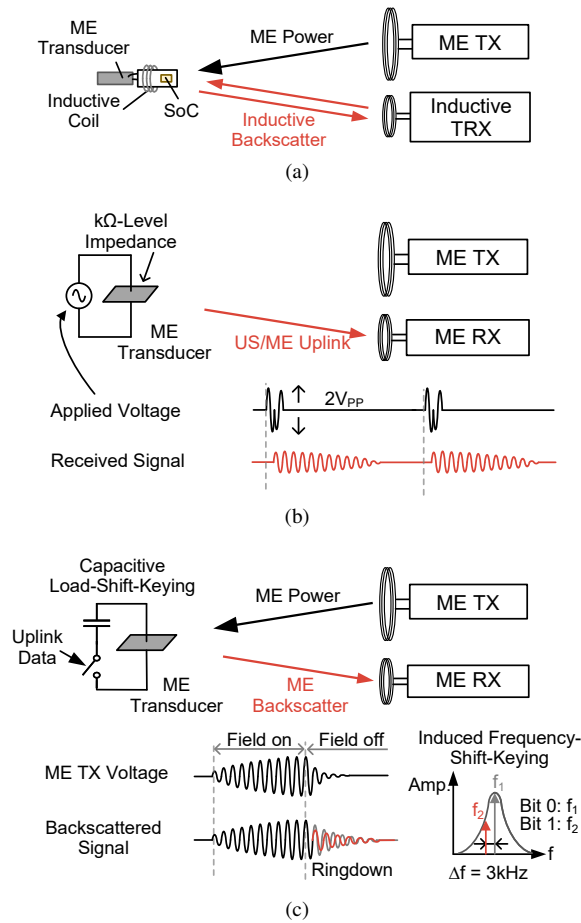 ME
Transducer
ME Power
ME TX
Inductive
Coil
SoC
Inductive
Backscatter
Inductive
TRX
(a)
kΩ-Level
Impedance
ME TX
ME
Transducer
US/ME Uplink
ME RX
Applied Voltage
2VPP
Received Signal
(b)
Capacitive
Load-Shift-Keying
ME Power
ME TX
Uplink
Data
ME
Transducer
ME
Backscatter
ME RX
Field on
Field off
ME TX Voltage
Backscattered
Signal
Ringdown
Induced Frequency-
Shift-Keying
Amp.
f1
f2
Bit 0: f1
Bit 1: f2
f
Δf = 3kHz
(c)